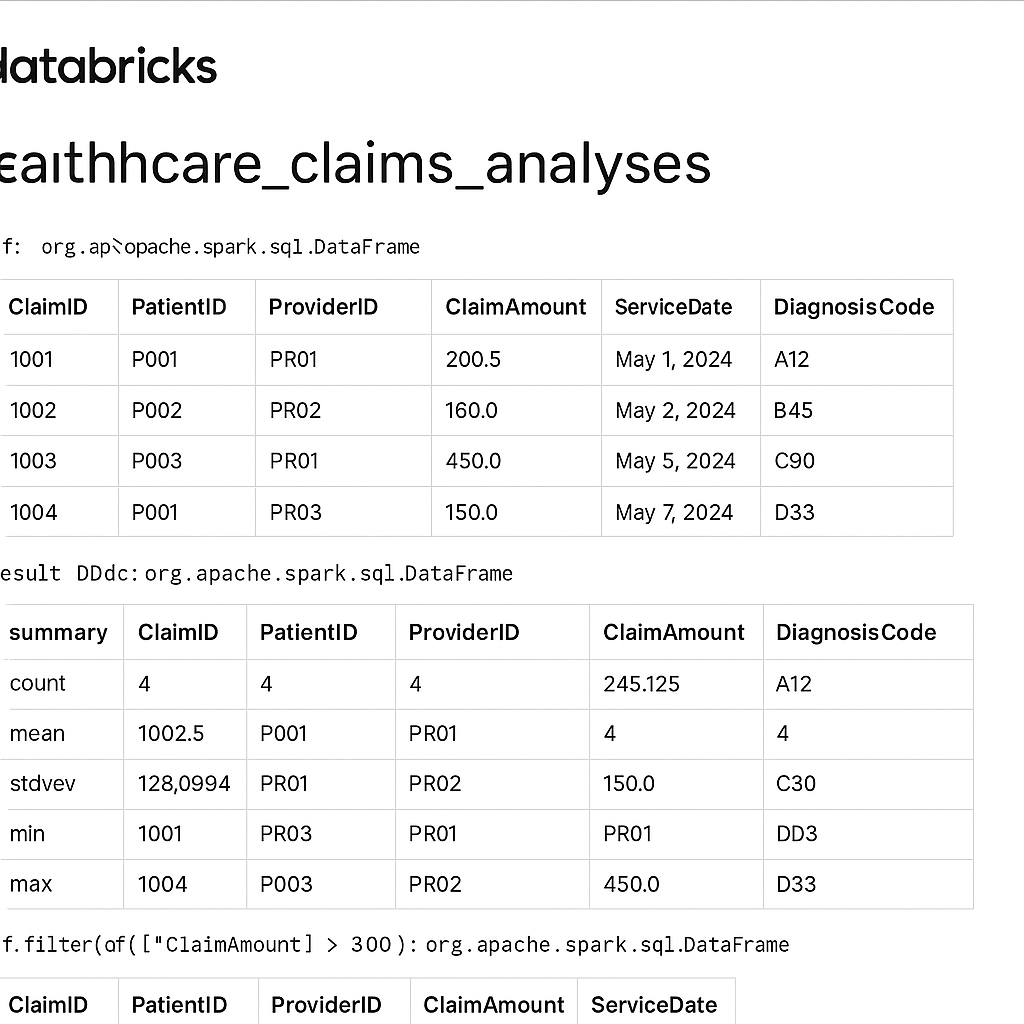 databricks
ealthhcare_claims_analyses
f: org.ap\opache.spark.sql.DataFrame
ClaimID PatientID ProviderID ClaimAmount ServiceDate DiagnosisCode
1001 P001 PR01 200.5 May 1, 2024 A12
1002 P002 PR02 160.0 May 2, 2024 B45
1003 P003 PR01 450.0 May 5, 2024 C90
1004 P001 PR03 150.0 May 7, 2024 D33
esult DDdc: org.apache.spark.sql.DataFrame
summary ClaimID PatientID ProviderID ClaimAmount DiagnosisCode
count 4 4 4 245.125 A12
mean 1002.5 P001 PR01 4 4
stdvev 128,0994 PR01 PR02 150.0 C30
min 1001 PR03 PR01 PR01 DD3
max 1004 P003 PR02 450.0 D33
f.filter(df(["ClaimAmount] > 300): org.apache.spark.sql.DataFrame
ClaimID PatientID ProviderID ClaimAmount ServiceDate